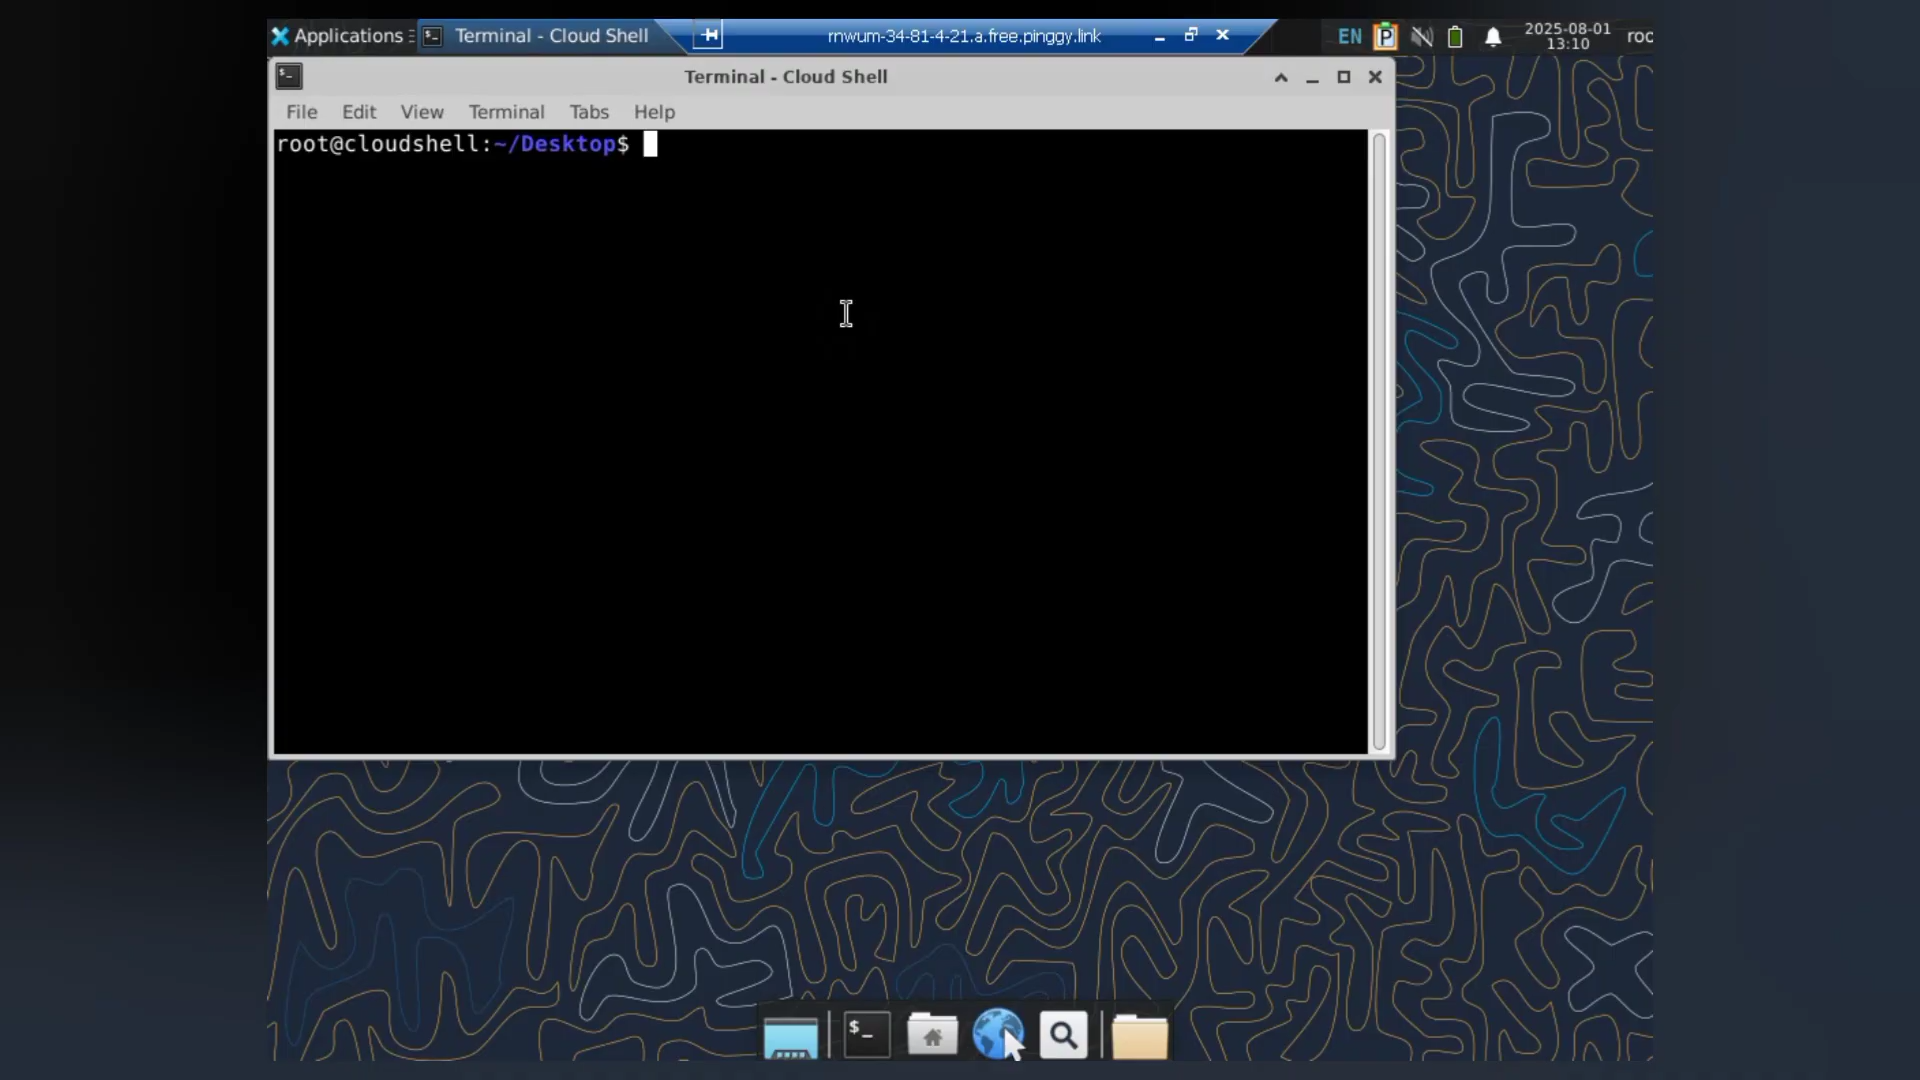 Applications
Terminal - Cloud Shell
rnwum-34-81-4-21.a.free.pinggy.link
EN
P
2025-08-01
13:10
roo
Terminal - Cloud Shell
File Edit View Terminal Tabs Help
root@cloudshell:~/Desktop$
$_